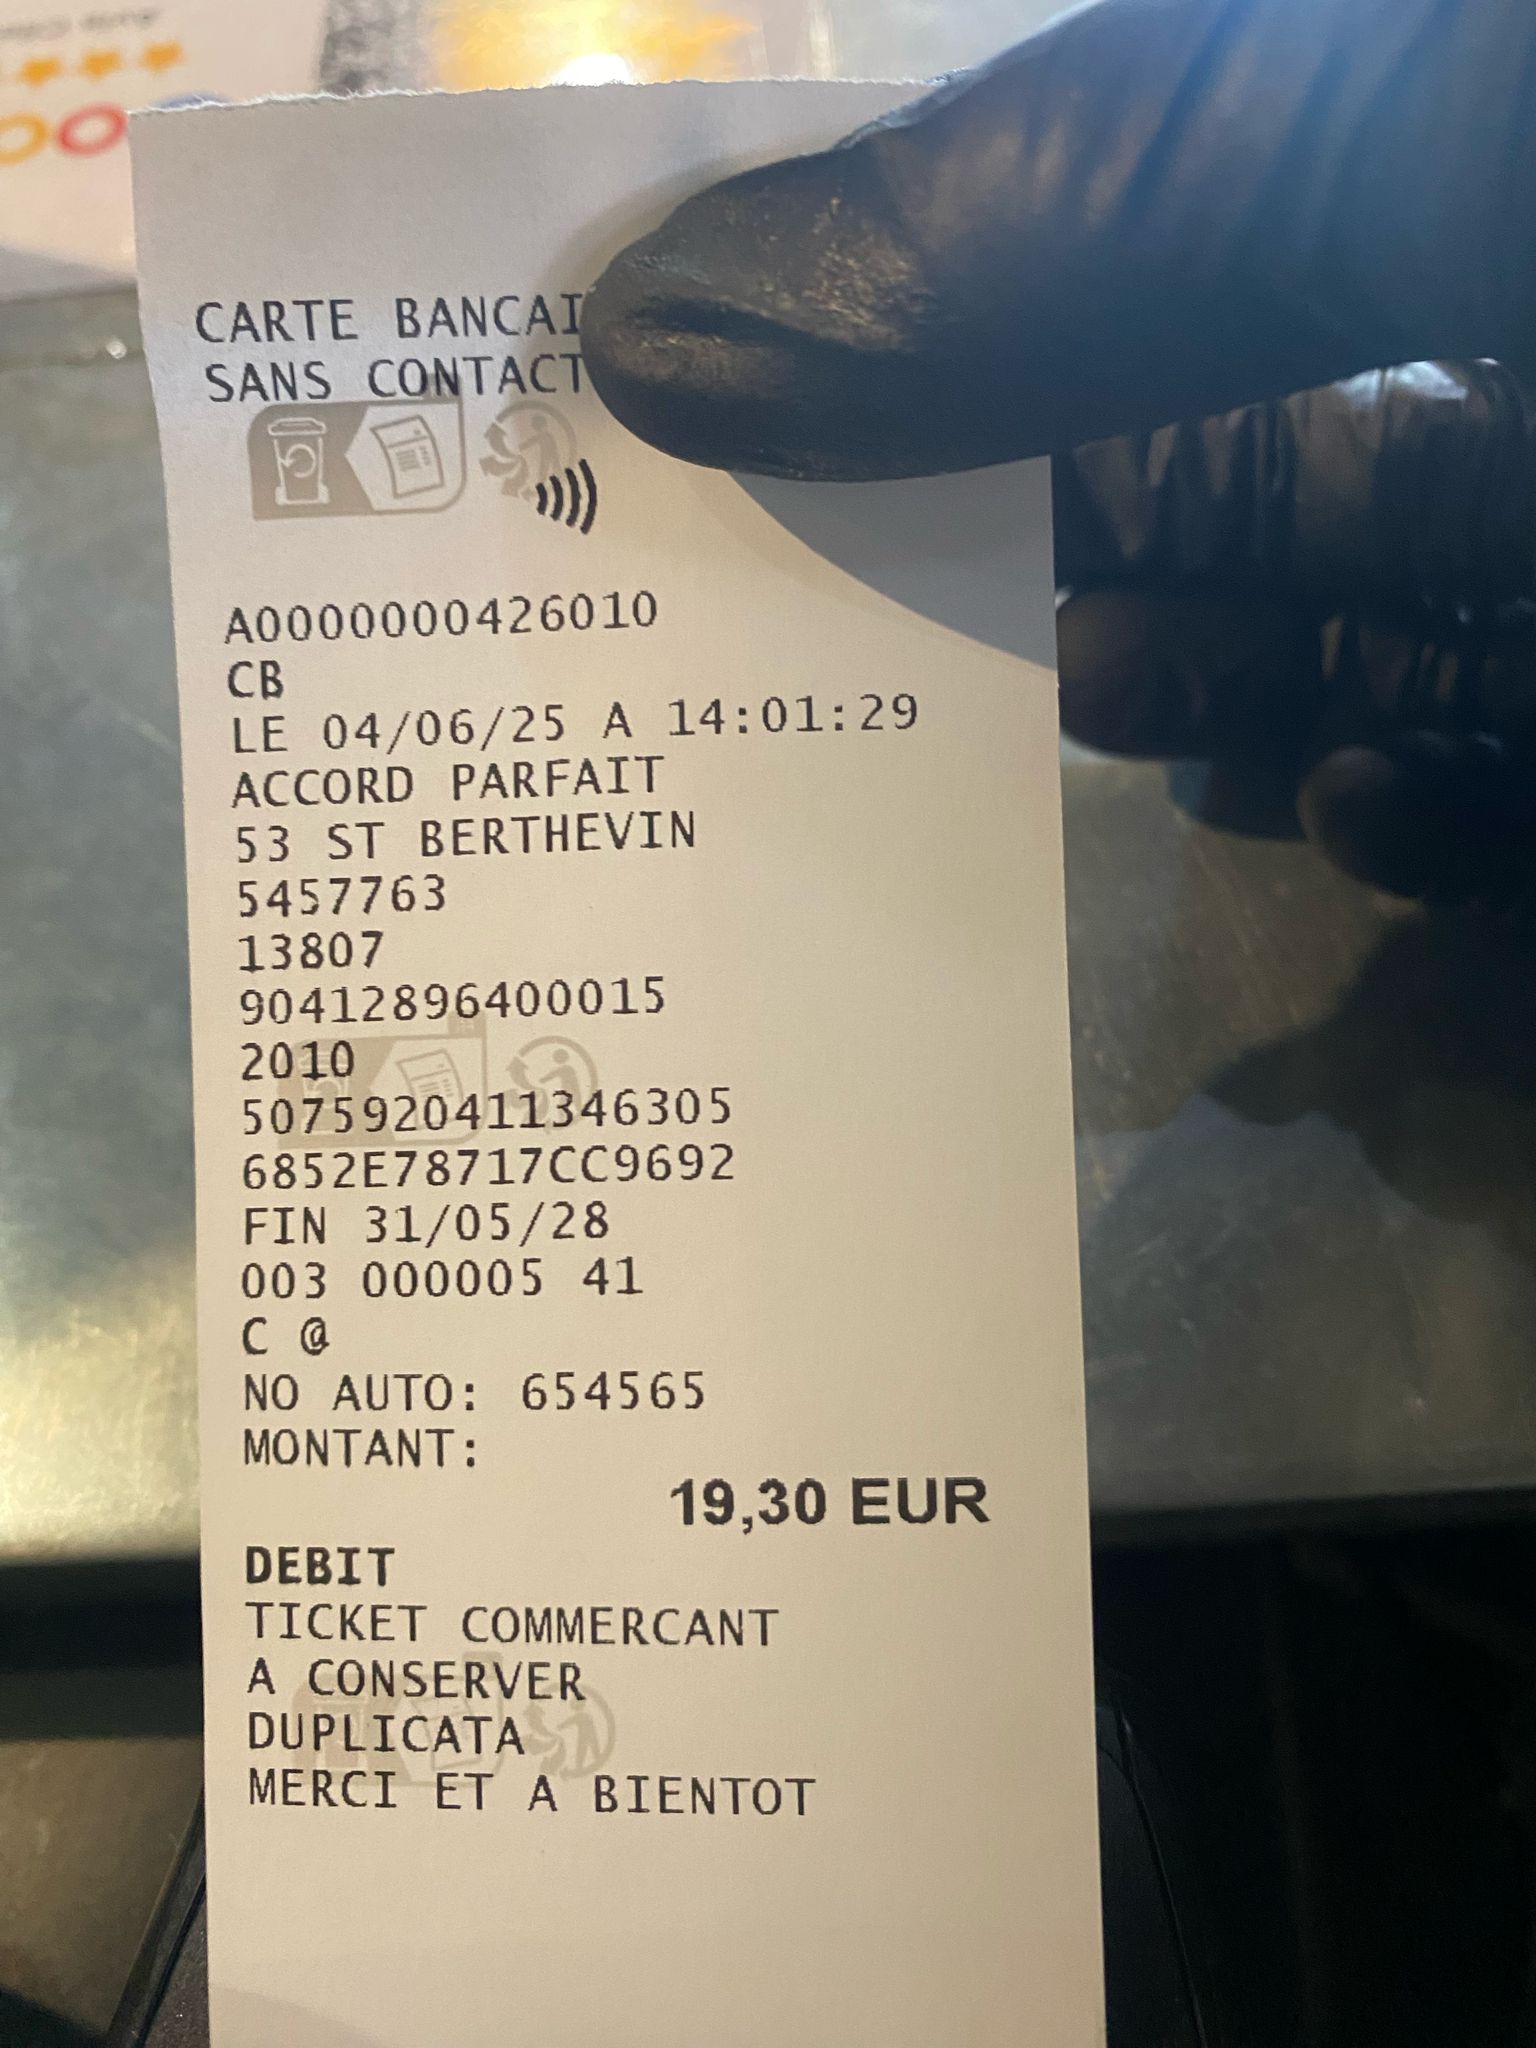 CARTE BANCAI
SANS CONTACT
A0000000426010
CB
LE 04/06/25 A 14:01:29
ACCORD PARFAIT
53 ST BERTHEVIN
5457763
13807
90412896400015
2010
5075920411346305
6852E78717CC9692
FIN 31/05/28
003 000005 41
C @
NO AUTO: 654565
MONTANT:
19,30 EUR
DEBIT
TICKET COMMERCANT
A CONSERVER
DUPLICATA
MERCI ET A BIENTOT